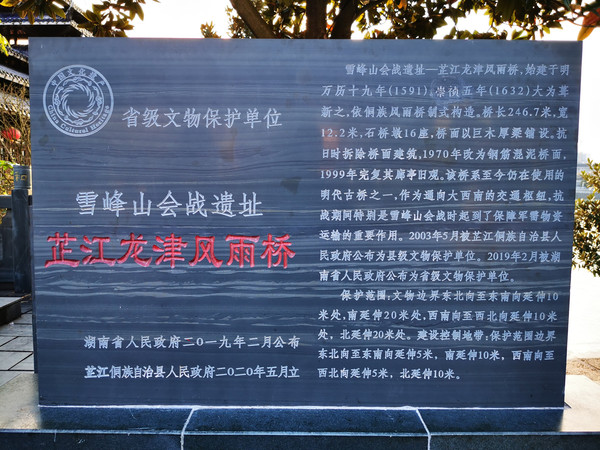 中国文化遗产
China Cultural Heritage
省级文物保护单位
雪峰山会战遗址
芷江龙津风雨桥
湖南省人民政府二〇一九年二月公布
芷江侗族自治县人民政府二〇二〇年五月立
雪峰山会战遗址—芷江龙津风雨桥,始建于明
万历十九年(1591)。崇祯五年(1632)大为葺
新之,依侗族风雨桥制式构造。桥长246.7米,宽
12.2米,石桥墩16座,桥面以巨木厚梁铺设。抗
日时拆除桥面建筑,1970年改为钢筋混泥桥面,
1999年完复其廊亭旧观。该桥系至今仍在使用的
明代古桥之一,作为通向大西南的交通枢纽,抗
战期间特别是雪峰山会战时起到了保障军需物资
运输的重要作用。2003年5月被芷江侗族自治县人
民政府公布为县级文物保护单位。2019年2月被湖
南省人民政府公布为省级文物保护单位。
保护范围:文物边界东北向至东南向延伸10
米处,南延伸20米处,西南向至西北向延伸10米
处,北延伸20米处。建设控制地带:保护范围边界
东北向至东南向延伸5米,南延伸10米,西南向至
西北向延伸5米,北延伸10米。